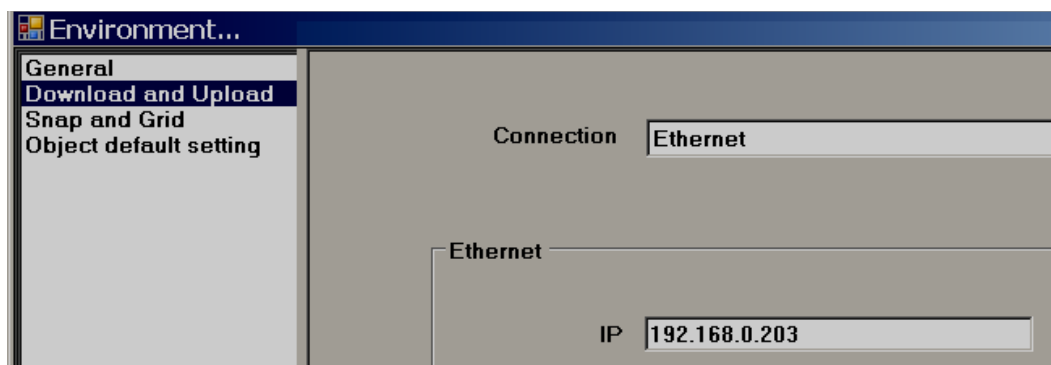 Environment...
General
Download and Upload
Snap and Grid
Object default setting
Connection
Ethernet
Ethernet
IP
192.168.0.203